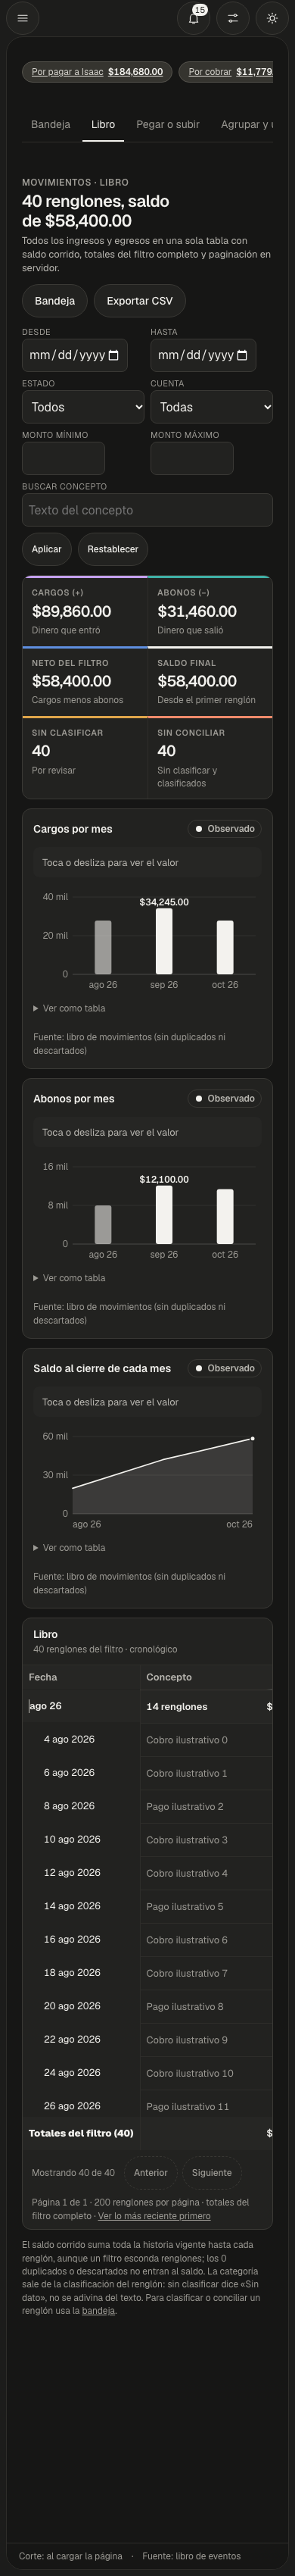 15
Por pagar a Isaac $184,680.00
Por cobrar $11,779
Bandeja Libro Pegar o subir Agrupar y
MOVIMIENTOS · LIBRO
40 renglones, saldo
de $58,400.00
Todos los ingresos y egresos en una sola tabla con
saldo corrido, totales del filtro completo y paginación en
servidor.
Bandeja Exportar CSV
DESDE HASTA
mm/dd/yyyy mm/dd/yyyy
ESTADO CUENTA
Todos Todas
MONTO MÍNIMO MONTO MÁXIMO
BUSCAR CONCEPTO
Texto del concepto
Aplicar Restablecer
CARGOS (+) ABONOS (−)
$89,860.00 $31,460.00
Dinero que entró Dinero que salió
NETO DEL FILTRO SALDO FINAL
$58,400.00 $58,400.00
Cargos menos abonos Desde el primer renglón
SIN CLASIFICAR SIN CONCILIAR
40 40
Por revisar Sin clasificar y
clasificados
Cargos por mes Observado
Toca o desliza para ver el valor
40 mil
$34,245.00
20 mil
0
ago 26 sep 26 oct 26
Ver como tabla
Fuente: libro de movimientos (sin duplicados ni
descartados)
Abonos por mes Observado
Toca o desliza para ver el valor
16 mil
$12,100.00
8 mil
0
ago 26 sep 26 oct 26
Ver como tabla
Fuente: libro de movimientos (sin duplicados ni
descartados)
Saldo al cierre de cada mes Observado
Toca o desliza para ver el valor
60 mil
30 mil
0
ago 26 oct 26
Ver como tabla
Fuente: libro de movimientos (sin duplicados ni
descartados)
Libro
40 renglones del filtro · cronológico
Fecha Concepto
ago 26 14 renglones $
4 ago 2026 Cobro ilustrativo 0
6 ago 2026 Cobro ilustrativo 1
8 ago 2026 Pago ilustrativo 2
10 ago 2026 Cobro ilustrativo 3
12 ago 2026 Cobro ilustrativo 4
14 ago 2026 Pago ilustrativo 5
16 ago 2026 Cobro ilustrativo 6
18 ago 2026 Cobro ilustrativo 7
20 ago 2026 Pago ilustrativo 8
22 ago 2026 Cobro ilustrativo 9
24 ago 2026 Cobro ilustrativo 10
26 ago 2026 Pago ilustrativo 11
Totales del filtro (40) $
Mostrando 40 de 40 Anterior Siguiente
Página 1 de 1 · 200 renglones por página · totales del
filtro completo · Ver lo más reciente primero
El saldo corrido suma toda la historia vigente hasta cada
renglón, aunque un filtro esconda renglones; los 0
duplicados o descartados no entran al saldo. La categoría
sale de la clasificación del renglón: sin clasificar dice «Sin
dato», no se adivina del texto. Para clasificar o conciliar un
renglón usa la bandeja.
Corte: al cargar la página · Fuente: libro de eventos